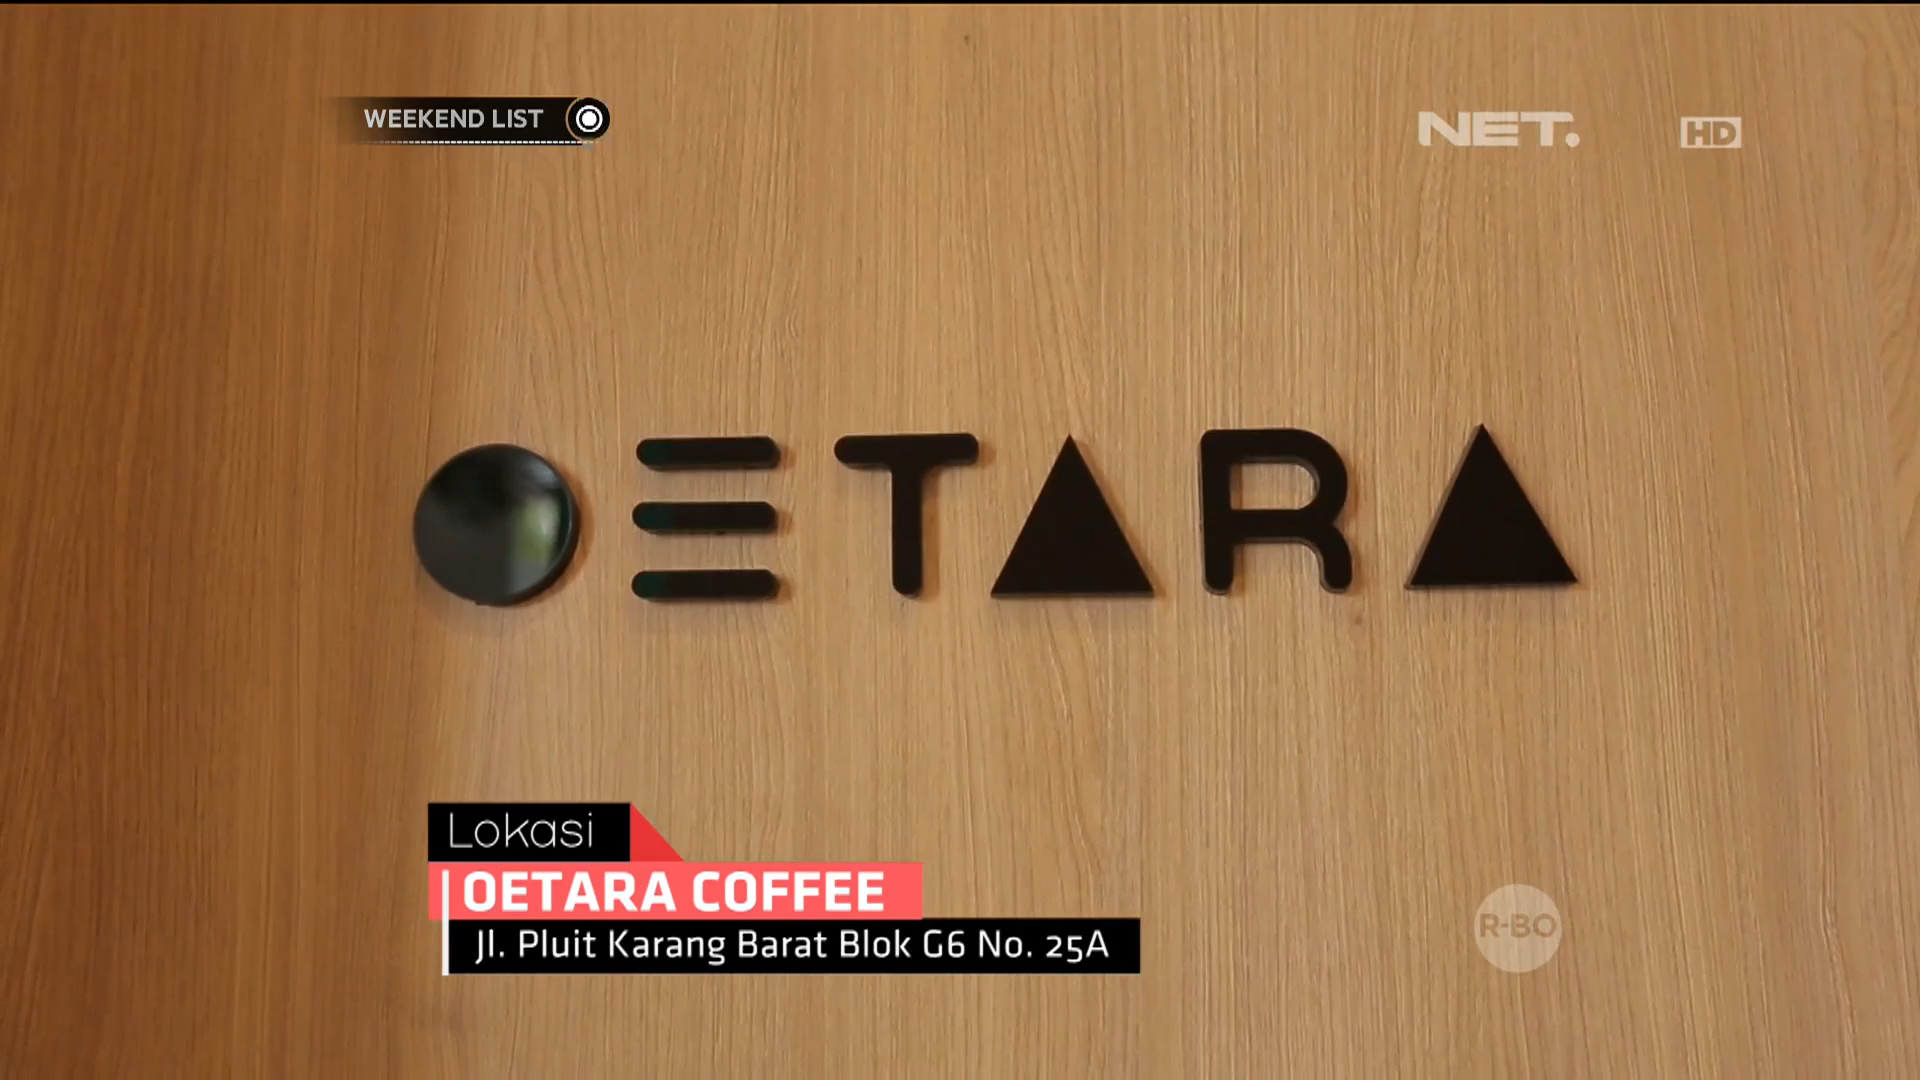 WEEKEND LIST
NET.
HD
OETARA
Lokasi
OETARA COFFEE
Jl. Pluit Karang Barat Blok G6 No. 25A
R-BO